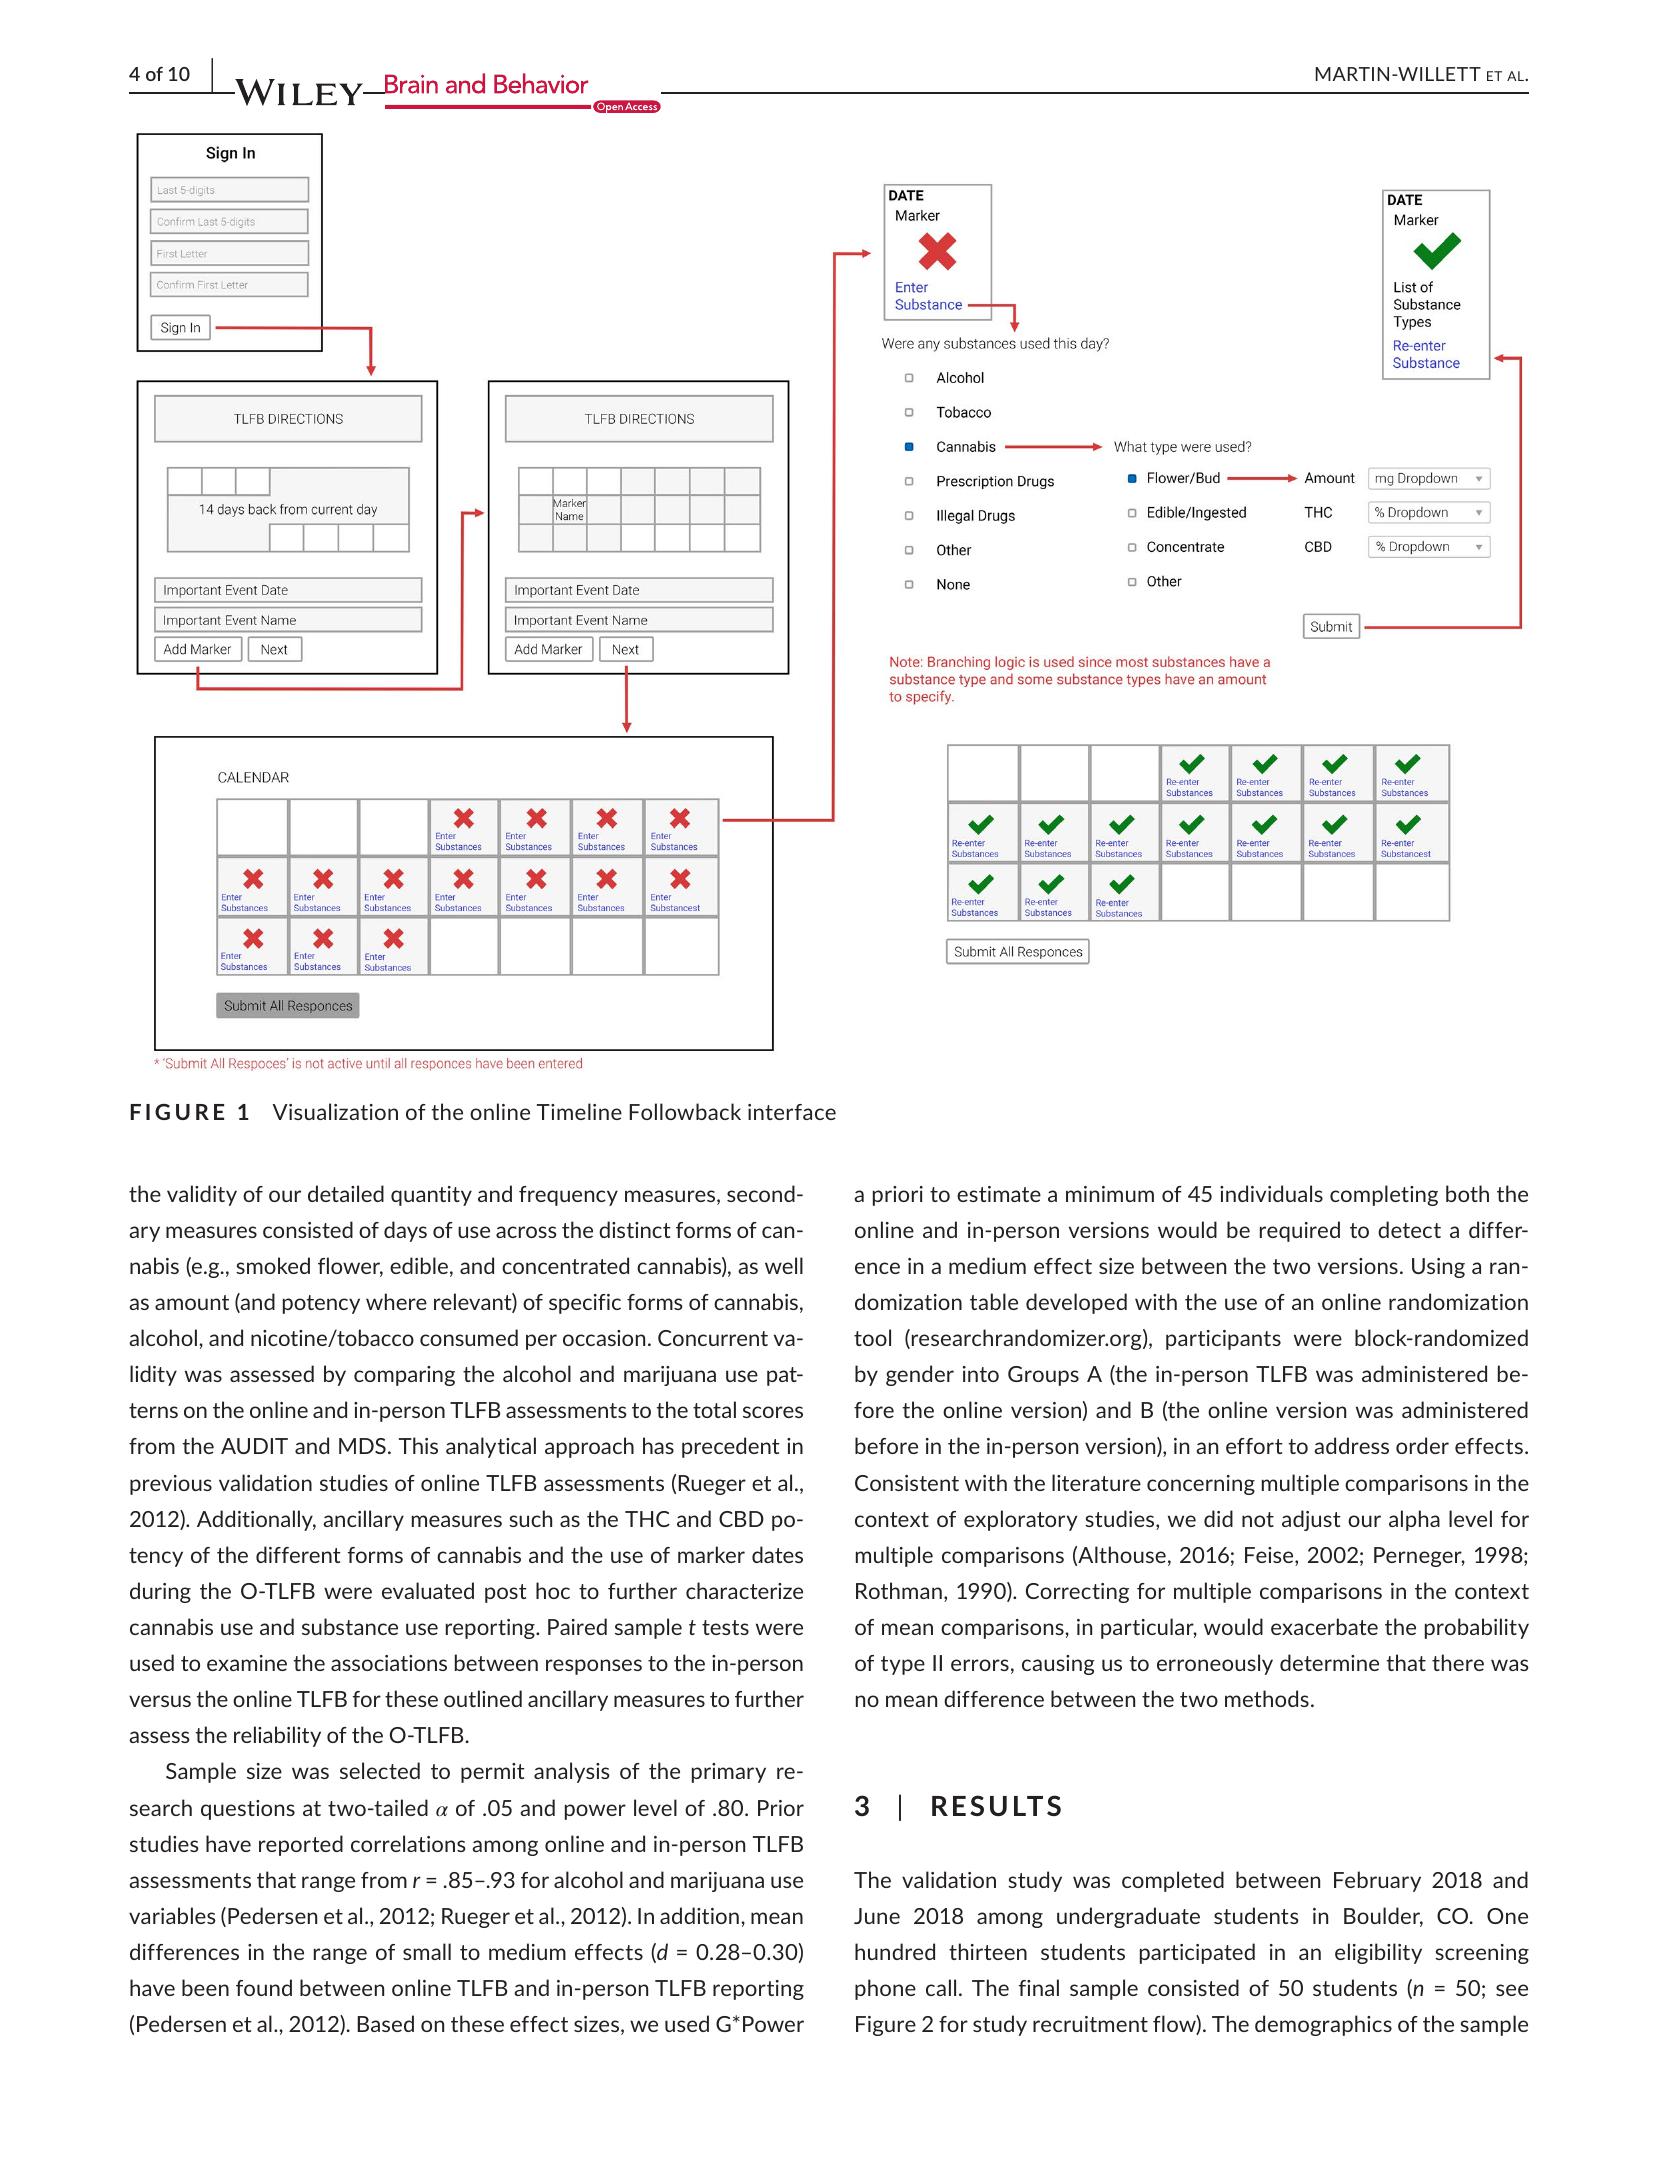 4 of 10
WILEY
Brain and Behavior
Open Access
MARTIN-WILLETT ET AL.
Sign In
Last 5-digits
Confirm Last 5-digits
First Letter
Confirm First Letter
Sign In
TLFB DIRECTIONS
14 days back from current day
Important Event Date
Important Event Name
Add Marker Next
TLFB DIRECTIONS
Marker
Name
Important Event Date
Important Event Name
Add Marker Next
CALENDAR
Enter Enter Enter Enter
Substances Substances Substances Substances
Enter Enter Enter Enter Enter Enter Enter
Substances Substances Substances Substances Substances Substances Substancest
Enter Enter Enter
Substances Substances Substances
Submit All Responces
* 'Submit All Respoces' is not active until all responces have been entered
DATE
Marker
Enter
Substance
Were any substances used this day?
Alcohol
Tobacco
Cannabis
Prescription Drugs
Illegal Drugs
Other
None
What type were used?
Flower/Bud
Edible/Ingested
Concentrate
Other
Amount mg Dropdown
THC % Dropdown
CBD % Dropdown
Submit
DATE
Marker
List of
Substance
Types
Re-enter
Substance
Note: Branching logic is used since most substances have a
substance type and some substance types have an amount
to specify.
Re-enter Re-enter Re-enter Re-enter
Substances Substances Substances Substances
Re-enter Re-enter Re-enter Re-enter Re-enter Re-enter Re-enter
Substances Substances Substances Substances Substances Substances Substancest
Re-enter Re-enter Re-enter
Substances Substances Substances
Submit All Responces
FIGURE 1 Visualization of the online Timeline Followback interface
the validity of our detailed quantity and frequency measures, second-
ary measures consisted of days of use across the distinct forms of can-
nabis (e.g., smoked flower, edible, and concentrated cannabis), as well
as amount (and potency where relevant) of specific forms of cannabis,
alcohol, and nicotine/tobacco consumed per occasion. Concurrent va-
lidity was assessed by comparing the alcohol and marijuana use pat-
terns on the online and in-person TLFB assessments to the total scores
from the AUDIT and MDS. This analytical approach has precedent in
previous validation studies of online TLFB assessments (Rueger et al.,
2012). Additionally, ancillary measures such as the THC and CBD po-
tency of the different forms of cannabis and the use of marker dates
during the O-TLFB were evaluated post hoc to further characterize
cannabis use and substance use reporting. Paired sample t tests were
used to examine the associations between responses to the in-person
versus the online TLFB for these outlined ancillary measures to further
assess the reliability of the O-TLFB.
Sample size was selected to permit analysis of the primary re-
search questions at two-tailed α of .05 and power level of .80. Prior
studies have reported correlations among online and in-person TLFB
assessments that range from r = .85–.93 for alcohol and marijuana use
variables (Pedersen et al., 2012; Rueger et al., 2012). In addition, mean
differences in the range of small to medium effects (d = 0.28–0.30)
have been found between online TLFB and in-person TLFB reporting
(Pedersen et al., 2012). Based on these effect sizes, we used G*Power
a priori to estimate a minimum of 45 individuals completing both the
online and in-person versions would be required to detect a differ-
ence in a medium effect size between the two versions. Using a ran-
domization table developed with the use of an online randomization
tool (researchrandomizer.org), participants were block-randomized
by gender into Groups A (the in-person TLFB was administered be-
fore the online version) and B (the online version was administered
before in the in-person version), in an effort to address order effects.
Consistent with the literature concerning multiple comparisons in the
context of exploratory studies, we did not adjust our alpha level for
multiple comparisons (Althouse, 2016; Feise, 2002; Perneger, 1998;
Rothman, 1990). Correcting for multiple comparisons in the context
of mean comparisons, in particular, would exacerbate the probability
of type II errors, causing us to erroneously determine that there was
no mean difference between the two methods.
3 | RESULTS
The validation study was completed between February 2018 and
June 2018 among undergraduate students in Boulder, CO. One
hundred thirteen students participated in an eligibility screening
phone call. The final sample consisted of 50 students (n = 50; see
Figure 2 for study recruitment flow). The demographics of the sample